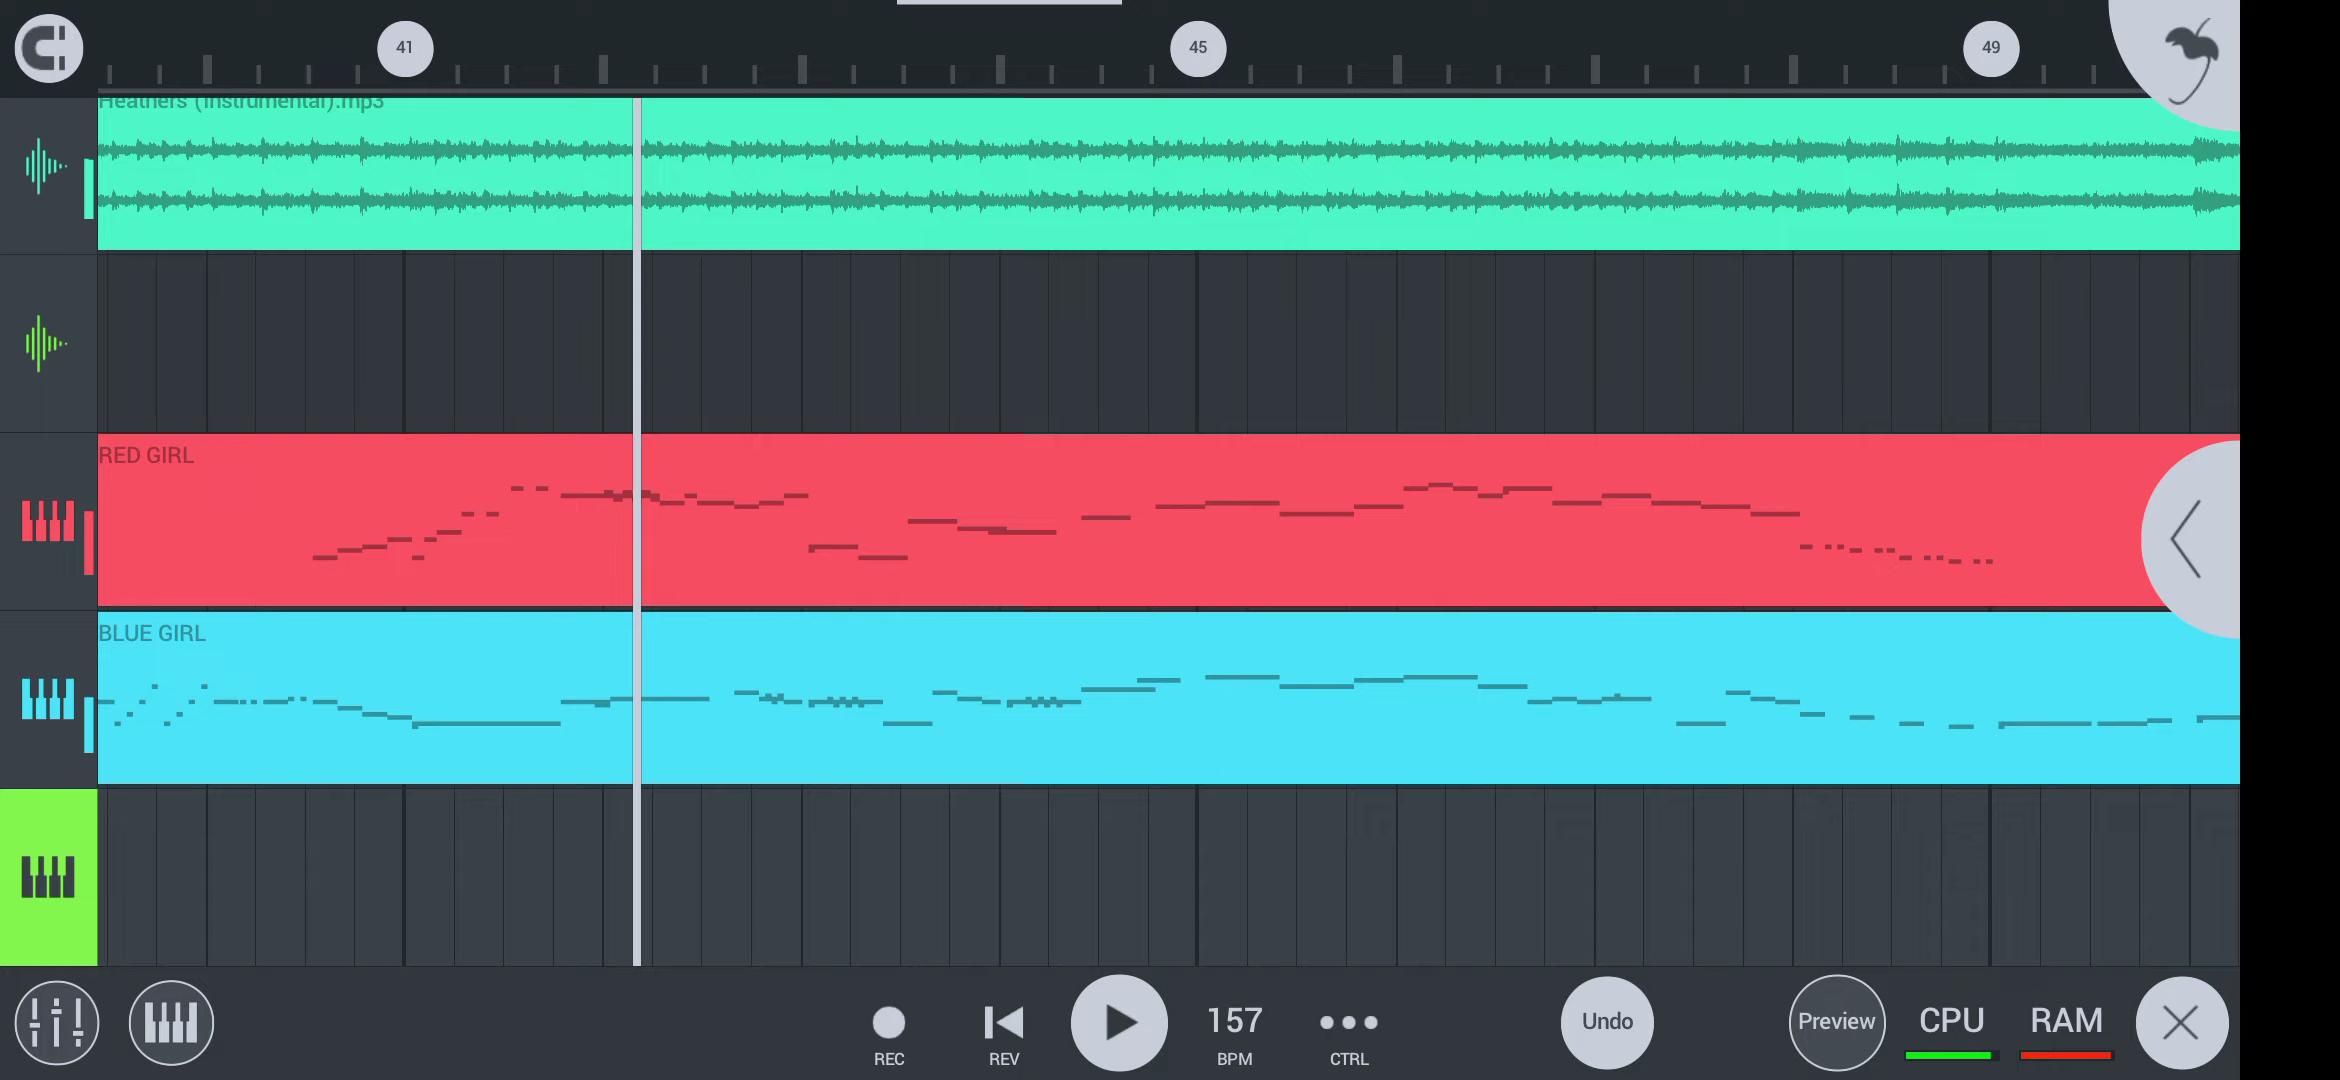 41
45
49
Heathers (Instrumental).mp3
RED GIRL
BLUE GIRL
REC
REV
157
BPM
CTRL
Undo
Preview
CPU
RAM